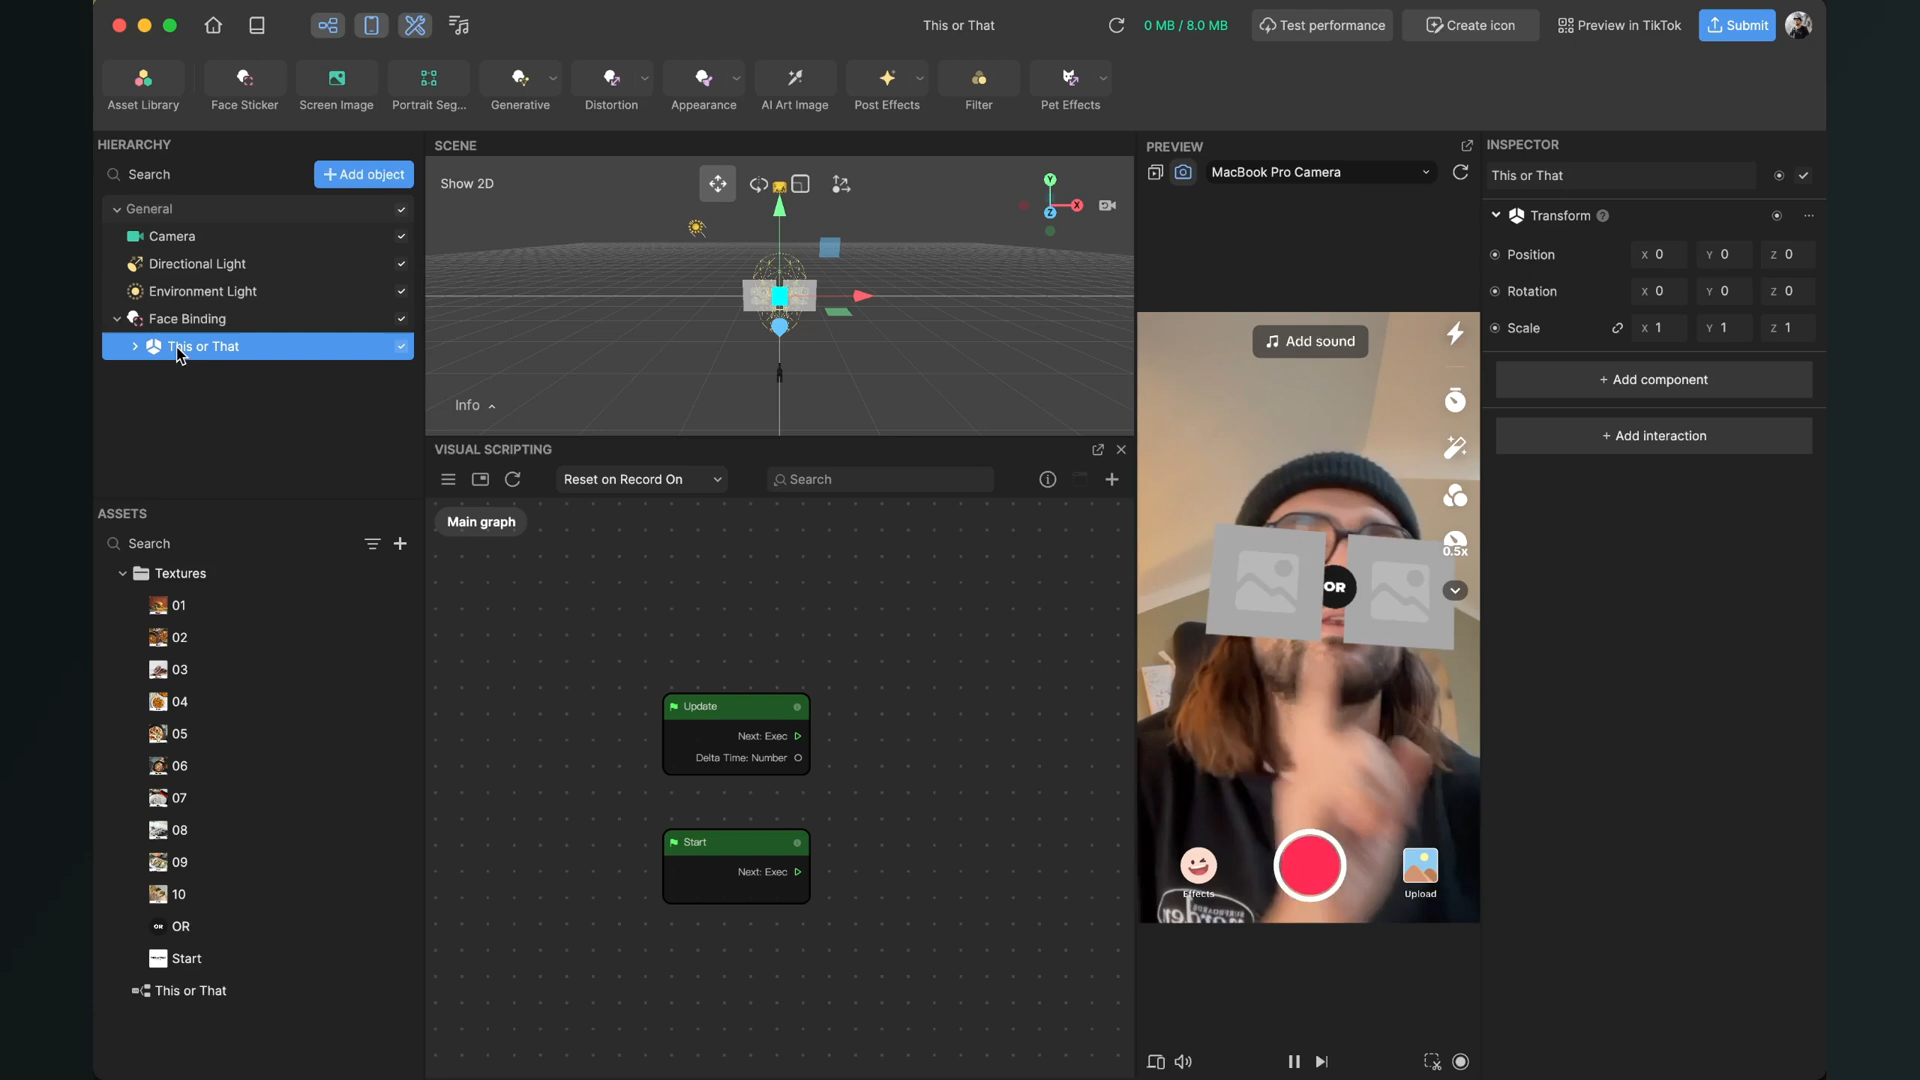 This or That
0 MB / 8.0 MB
Test performance
Create icon
Preview in TikTok
Submit
Asset Library
Face Sticker
Screen Image
Portrait Seg...
Generative
Distortion
Appearance
AI Art Image
Post Effects
Filter
Pet Effects
HIERARCHY
Search
+ Add object
General
Camera
Directional Light
Environment Light
Face Binding
This or That
ASSETS
Search
Textures
01
02
03
04
05
06
07
08
09
10
OR
OR
Start
This or That
SCENE
Show 2D
Y
X
Z
Info
VISUAL SCRIPTING
Reset on Record On
Search
Main graph
Update
Next: Exec
Delta Time: Number
Start
Next: Exec
PREVIEW
MacBook Pro Camera
Add sound
0.5x
OR
Effects
Upload
INSPECTOR
This or That
Transform
Position X 0 Y 0 Z 0
Rotation X 0 Y 0 Z 0
Scale X 1 Y 1 Z 1
+ Add component
+ Add interaction